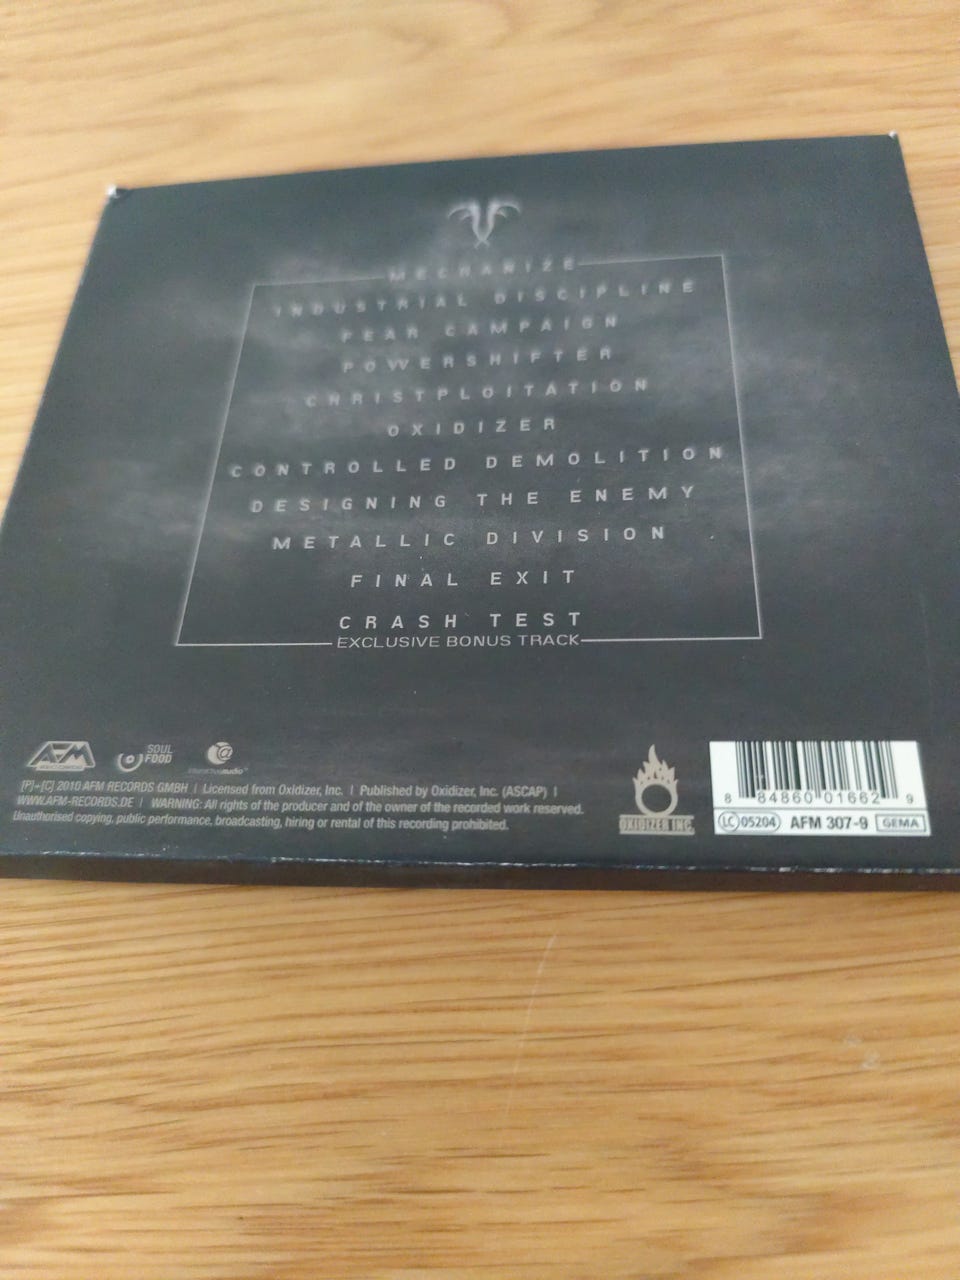 MECHANIZE
INDUSTRIAL DISCIPLINE
FEAR CAMPAIGN
POWERSHIFTER
CHRISTPLOITATION
OXIDIZER
CONTROLLED DEMOLITION
DESIGNING THE ENEMY
METALLIC DIVISION
FINAL EXIT
CRASH TEST
EXCLUSIVE BONUS TRACK
AFM
SOUL
FOOD
[P]+[C] 2010 AFM RECORDS GMBH | Licensed from Oxidizer, Inc. | Published by Oxidizer, Inc. (ASCAP) |
WWW.AFM-RECORDS.DE | WARNING: All rights of the producer and of the owner of the recorded work reserved.
Unauthorised copying, public performance, broadcasting, hiring or rental of this recording prohibited.
OXIDIZER INC.
8 84860 01662 9
LC 05204 AFM 307-9 GEMA